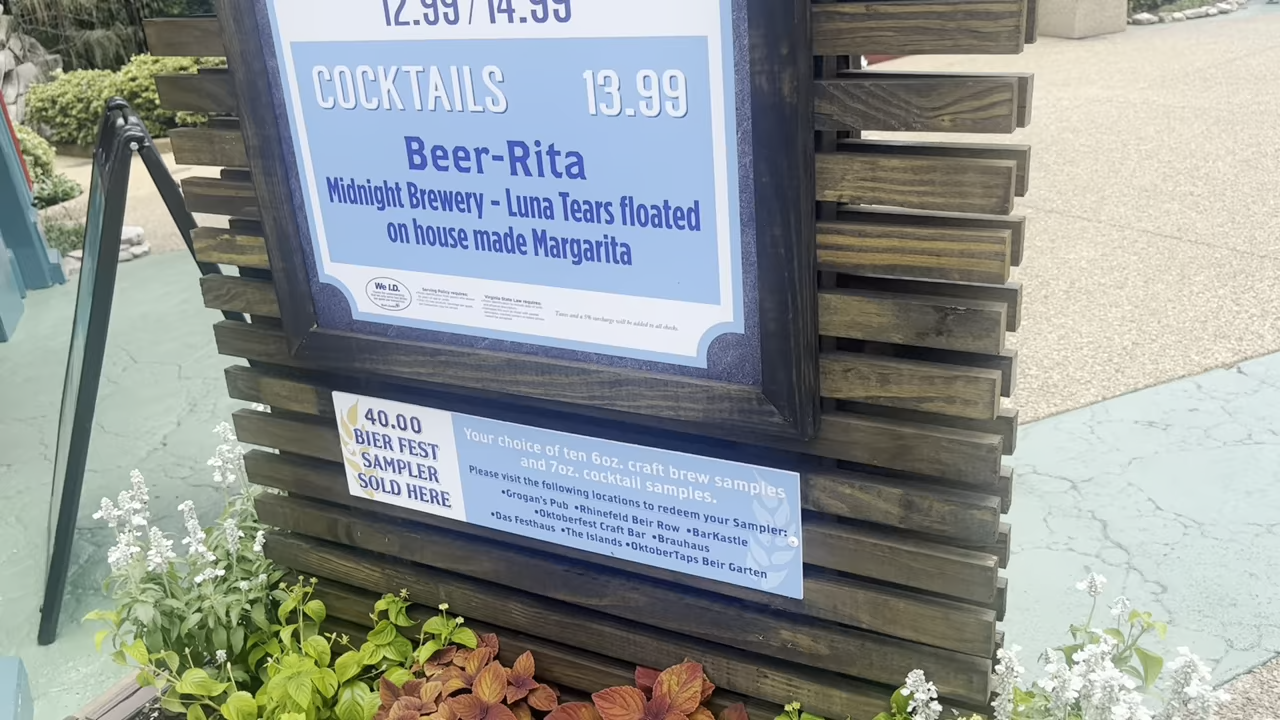 12.99 / 14.99
COCKTAILS 13.99
Beer-Rita
Midnight Brewery - Luna Tears floated
on house made Margarita
We I.D.
Serving Policy requires:
Virginia State Law requires:
Taxes and a 5% surcharge will be added to all checks.
40.00
BIER FEST
SAMPLER
SOLD HERE
Your choice of ten 6oz. craft brew samples
and 7oz. cocktail samples.
Please visit the following locations to redeem your Sampler:
•Grogan's Pub •Rhinefeld Beir Row •BarKastle
•Oktoberfest Craft Bar •Brauhaus
•Das Festhaus •The Islands •OktoberTaps Beir Garten